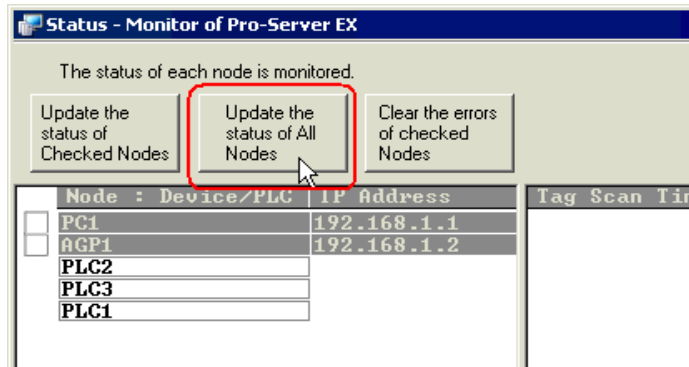 Status - Monitor of Pro-Server EX
The status of each node is monitored.
Update the
status of
Checked Nodes
Update the
status of All
Nodes
Clear the errors
of checked
Nodes
Node : Device/PLC IP Address Tag Scan Tim
PC1 192.168.1.1
AGP1 192.168.1.2
PLC2
PLC3
PLC1